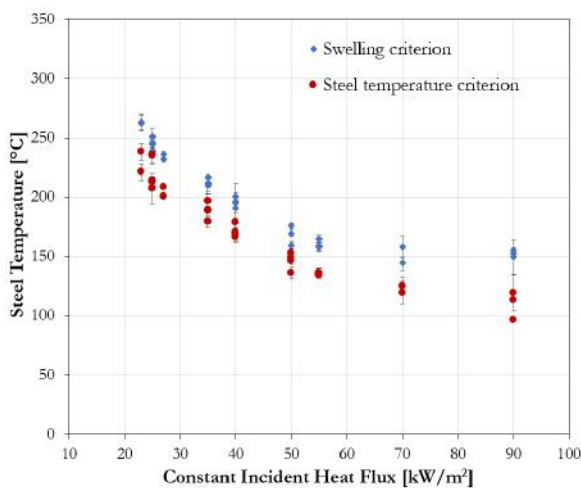 350
Swelling criterion
300
Steel temperature criterion
250
200
150
100
50
0
Steel Temperature [°C]
10 20 30 40 50 60 70 80 90 100
Constant Incident Heat Flux [kW/m²]